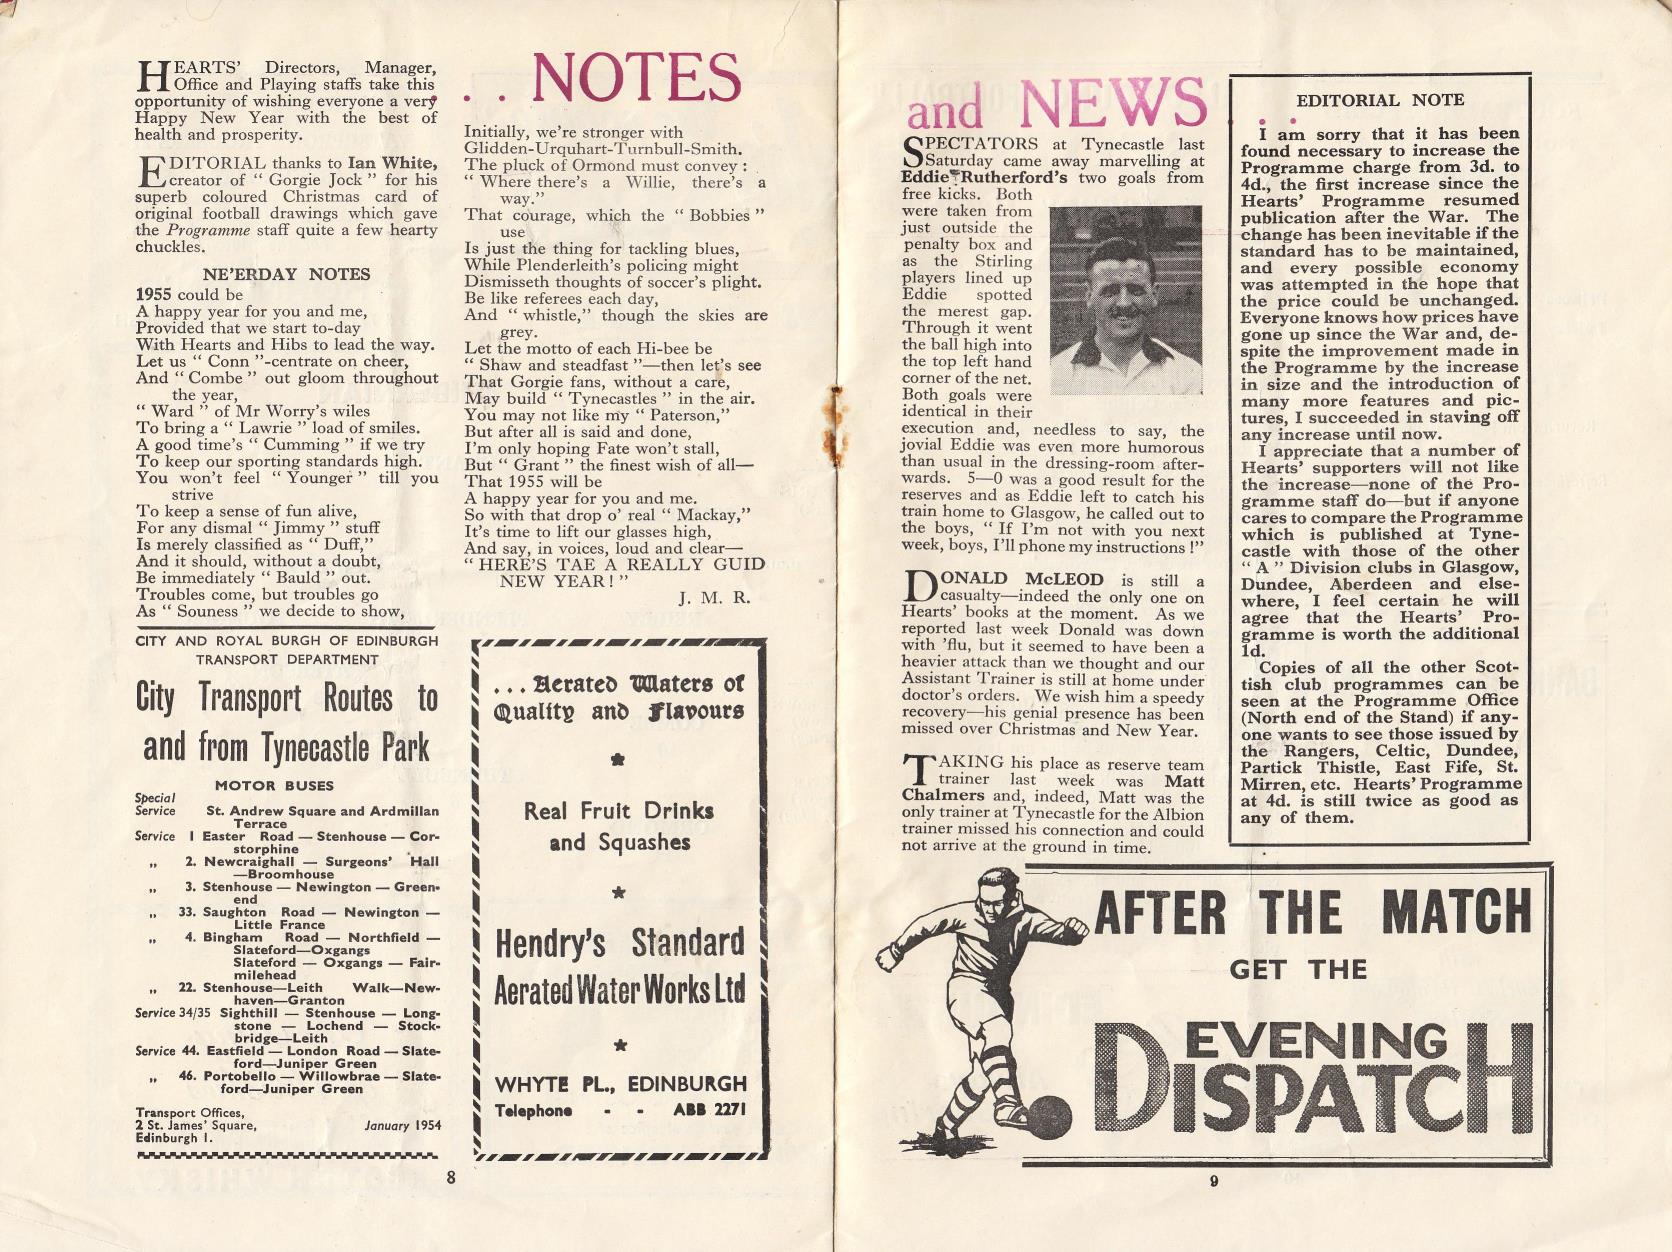 . . NOTES
HEARTS' Directors, Manager,
Office and Playing staffs take this
opportunity of wishing everyone a very
Happy New Year with the best of
health and prosperity.
EDITORIAL thanks to Ian White,
creator of " Gorgie Jock " for his
superb coloured Christmas card of
original football drawings which gave
the Programme staff quite a few hearty
chuckles.
NE'ERDAY NOTES
1955 could be
A happy year for you and me,
Provided that we start to-day
With Hearts and Hibs to lead the way.
Let us " Conn "-centrate on cheer,
And " Combe " out gloom throughout
the year,
" Ward " of Mr Worry's wiles
To bring a " Lawrie " load of smiles.
A good time's " Cumming " if we try
To keep our sporting standards high.
You won't feel " Younger " till you
strive
To keep a sense of fun alive,
For any dismal " Jimmy " stuff
Is merely classified as " Duff,"
And it should, without a doubt,
Be immediately " Bauld " out.
Troubles come, but troubles go
As " Souness " we decide to show,
Initially, we're stronger with
Glidden-Urquhart-Turnbull-Smith.
The pluck of Ormond must convey :
" Where there's a Willie, there's a
way."
That courage, which the " Bobbies "
use
Is just the thing for tackling blues,
While Plenderleith's policing might
Dismisseth thoughts of soccer's plight.
Be like referees each day,
And " whistle," though the skies are
grey.
Let the motto of each Hi-bee be
" Shaw and steadfast "—then let's see
That Gorgie fans, without a care,
May build " Tynecastles " in the air.
You may not like my " Paterson,"
But after all is said and done,
I'm only hoping Fate won't stall,
But " Grant " the finest wish of all—
That 1955 will be
A happy year for you and me.
So with that drop o' real " Mackay,"
It's time to lift our glasses high,
And say, in voices, loud and clear—
" HERE'S TAE A REALLY GUID
NEW YEAR ! "
J. M. R.
CITY AND ROYAL BURGH OF EDINBURGH
TRANSPORT DEPARTMENT
City Transport Routes to
and from Tynecastle Park
MOTOR BUSES
Special
Service St. Andrew Square and Ardmillan
Terrace
Service 1 Easter Road — Stenhouse — Cor-
storphine
,, 2. Newcraighall — Surgeons' Hall
—Broomhouse
,, 3. Stenhouse — Newington — Green-
end
,, 33. Saughton Road — Newington —
Little France
,, 4. Bingham Road — Northfield —
Slateford—Oxgangs
Slateford — Oxgangs — Fair-
milehead
,, 22. Stenhouse—Leith Walk—New-
haven—Granton
Service 34/35 Sighthill — Stenhouse — Long-
stone — Lochend — Stock-
bridge—Leith
Service 44. Eastfield — London Road — Slate-
ford—Juniper Green
,, 46. Portobello — Willowbrae — Slate-
ford—Juniper Green
Transport Offices,
2 St. James' Square, January 1954
Edinburgh 1.
. . . Aerated Waters of
Quality and Flavours
Real Fruit Drinks
and Squashes
Hendry's Standard
Aerated Water Works Ltd
WHYTE PL., EDINBURGH
Telephone - - ABB 2271
8
and NEWS . .
SPECTATORS at Tynecastle last
Saturday came away marvelling at
Eddie Rutherford's two goals from
free kicks. Both
were taken from
just outside the
penalty box and
as the Stirling
players lined up
Eddie spotted
the merest gap.
Through it went
the ball high into
the top left hand
corner of the net.
Both goals were
identical in their
execution and, needless to say, the
jovial Eddie was even more humorous
than usual in the dressing-room after-
wards. 5—0 was a good result for the
reserves and as Eddie left to catch his
train home to Glasgow, he called out to
the boys, " If I'm not with you next
week, boys, I'll phone my instructions !"
DONALD McLEOD is still a
casualty—indeed the only one on
Hearts' books at the moment. As we
reported last week Donald was down
with 'flu, but it seemed to have been a
heavier attack than we thought and our
Assistant Trainer is still at home under
doctor's orders. We wish him a speedy
recovery—his genial presence has been
missed over Christmas and New Year.
TAKING his place as reserve team
trainer last week was Matt
Chalmers and, indeed, Matt was the
only trainer at Tynecastle for the Albion
trainer missed his connection and could
not arrive at the ground in time.
EDITORIAL NOTE
I am sorry that it has been
found necessary to increase the
Programme charge from 3d. to
4d., the first increase since the
Hearts' Programme resumed
publication after the War. The
change has been inevitable if the
standard has to be maintained,
and every possible economy
was attempted in the hope that
the price could be unchanged.
Everyone knows how prices have
gone up since the War and, de-
spite the improvement made in
the Programme by the increase
in size and the introduction of
many more features and pic-
tures, I succeeded in staving off
any increase until now.
I appreciate that a number of
Hearts' supporters will not like
the increase—none of the Pro-
gramme staff do—but if anyone
cares to compare the Programme
which is published at Tyne-
castle with those of the other
" A " Division clubs in Glasgow,
Dundee, Aberdeen and else-
where, I feel certain he will
agree that the Hearts' Pro-
gramme is worth the additional
1d.
Copies of all the other Scot-
tish club programmes can be
seen at the Programme Office
(North end of the Stand) if any-
one wants to see those issued by
the Rangers, Celtic, Dundee,
Partick Thistle, East Fife, St.
Mirren, etc. Hearts' Programme
at 4d. is still twice as good as
any of them.
AFTER THE MATCH
GET THE
EVENING
DISPATCH
9